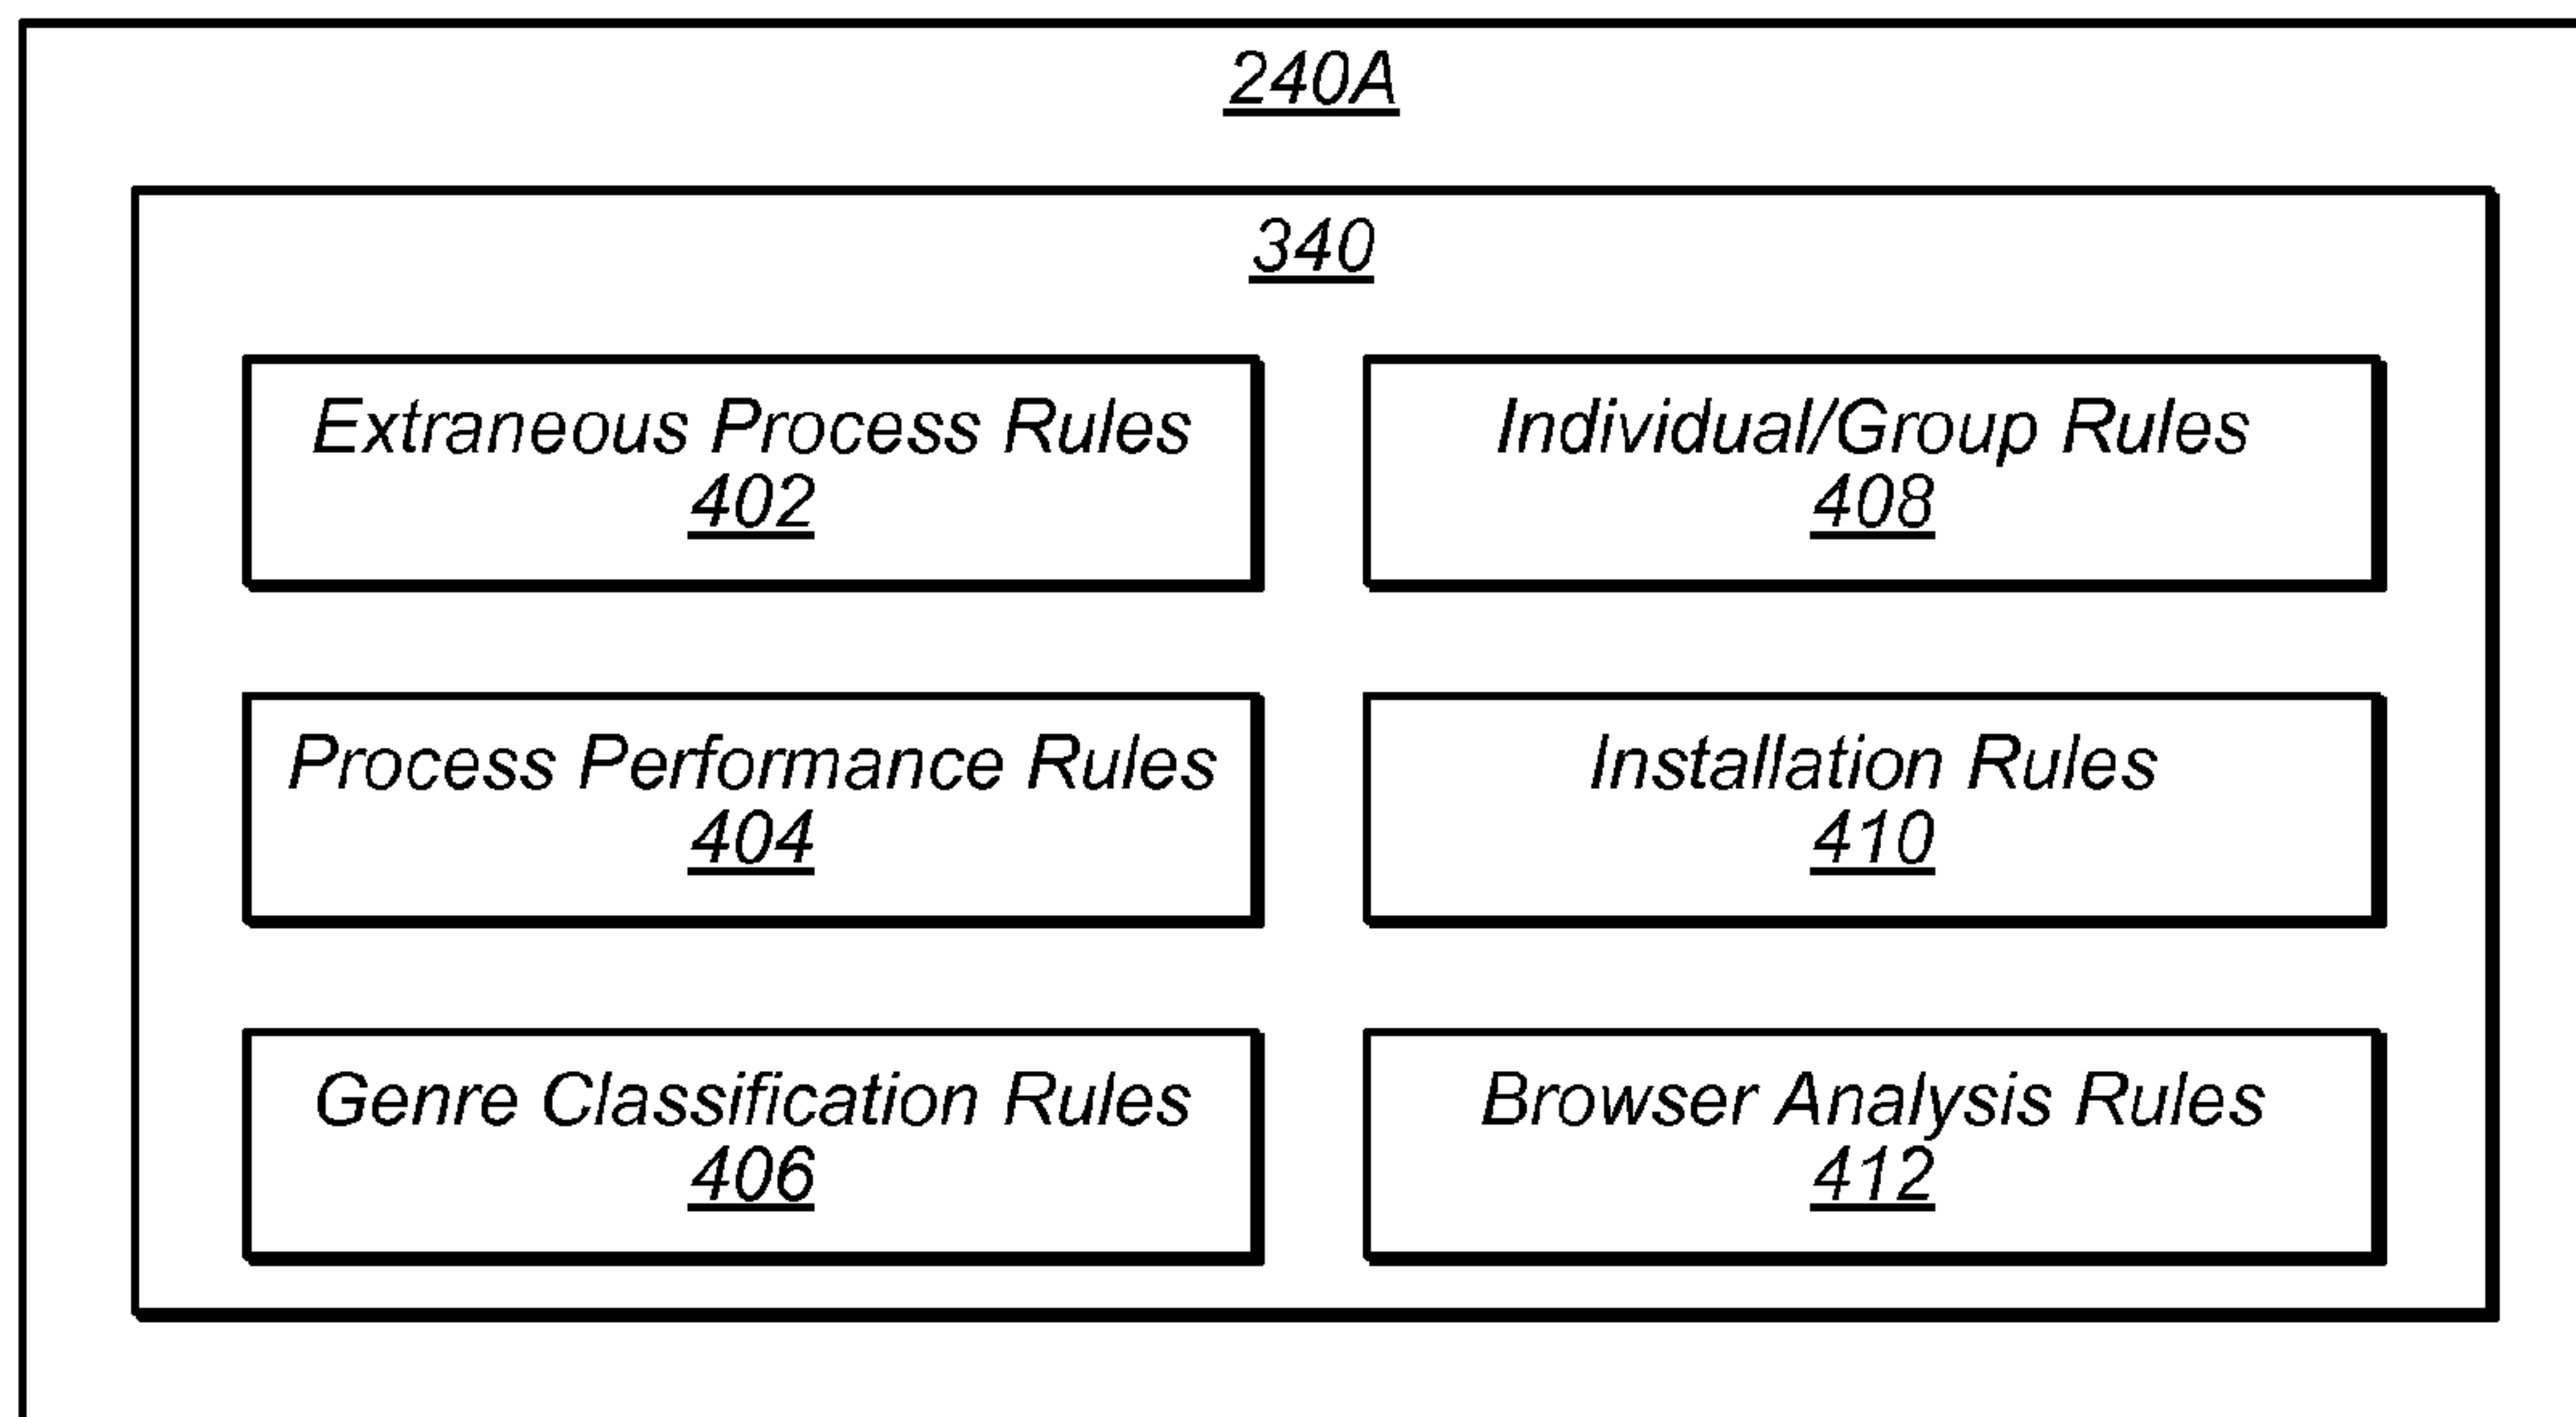 240A
340
Extraneous Process Rules
402
Individual/Group Rules
408
Process Performance Rules
404
Installation Rules
410
Genre Classification Rules
406
Browser Analysis Rules
412